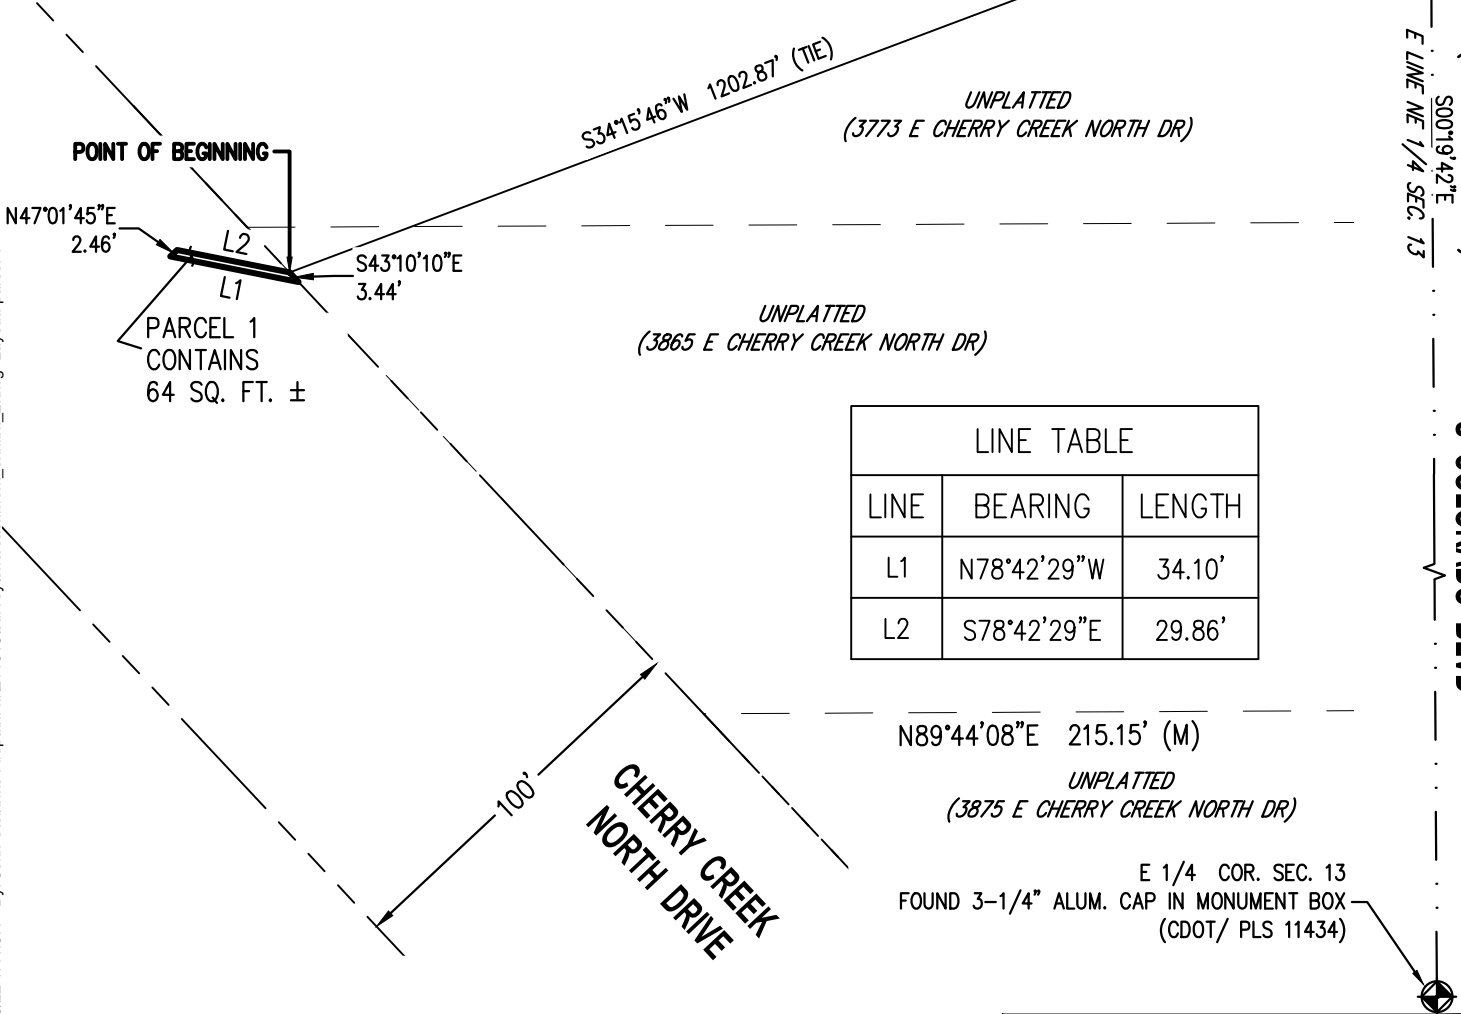 S34°15'46"W 1202.87' (TIE)
UNPLATTED
(3773 E CHERRY CREEK NORTH DR)
S00°19'42"E
E LINE NE 1/4 SEC. 13
POINT OF BEGINNING
N47°01'45"E
2.46'
L2
L1
S43°10'10"E
3.44'
PARCEL 1
CONTAINS
64 SQ. FT. ±
UNPLATTED
(3865 E CHERRY CREEK NORTH DR)
LINE TABLE
LINE BEARING LENGTH
L1 N78°42'29"W 34.10'
L2 S78°42'29"E 29.86'
N89°44'08"E 215.15' (M)
UNPLATTED
(3875 E CHERRY CREEK NORTH DR)
100'
CHERRY CREEK
NORTH DRIVE
E 1/4 COR. SEC. 13
FOUND 3-1/4" ALUM. CAP IN MONUMENT BOX
(CDOT/ PLS 11434)